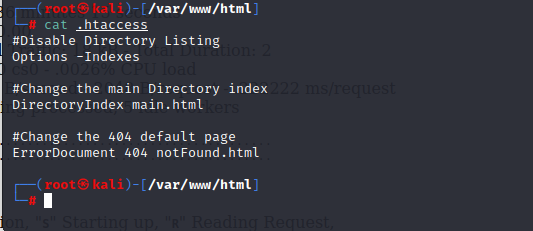 ┌──(root㉿kali)-[/var/www/html]
└─# cat .htaccess
#Disable Directory Listing
Options -Indexes

#Change the main Directory index
DirectoryIndex main.html

#Change the 404 default page
ErrorDocument 404 notFound.html

┌──(root㉿kali)-[/var/www/html]
└─#
ion, "S" Starting up, "R" Reading Request,